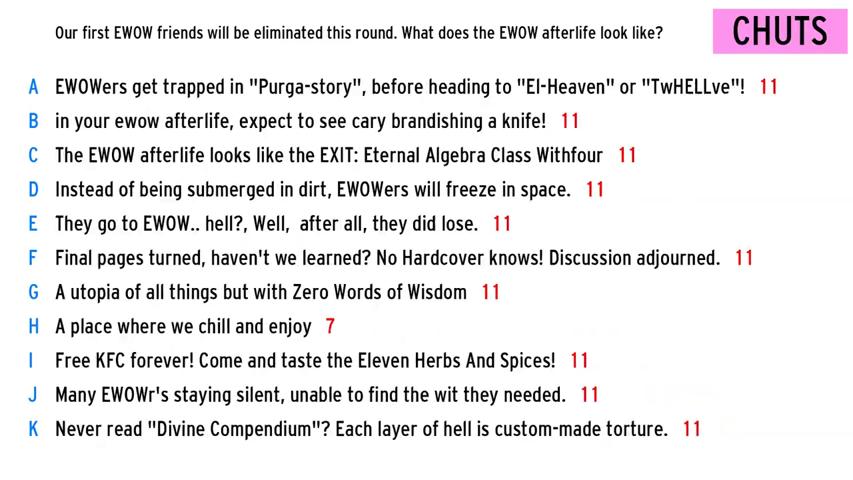 Our first EWOW friends will be eliminated this round. What does the EWOW afterlife look like?
CHUTS
A EWOWers get trapped in "Purga-story", before heading to "El-Heaven" or "TwHELLve"! 11
B in your ewow afterlife, expect to see cary brandishing a knife! 11
C The EWOW afterlife looks like the EXIT: Eternal Algebra Class Withfour 11
D Instead of being submerged in dirt, EWOWers will freeze in space. 11
E They go to EWOW.. hell?, Well, after all, they did lose. 11
F Final pages turned, haven't we learned? No Hardcover knows! Discussion adjourned. 11
G A utopia of all things but with Zero Words of Wisdom 11
H A place where we chill and enjoy 7
I Free KFC forever! Come and taste the Eleven Herbs And Spices! 11
J Many EWOWr's staying silent, unable to find the wit they needed. 11
K Never read "Divine Compendium"? Each layer of hell is custom-made torture. 11